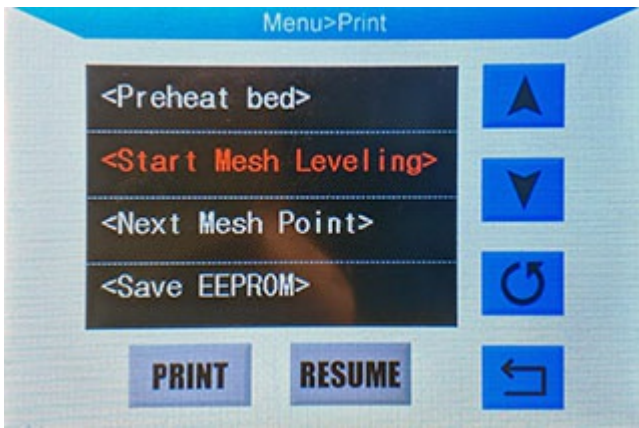 Menu>Print
<Preheat bed>
<Start Mesh Leveling>
<Next Mesh Point>
<Save EEPROM>
PRINT RESUME